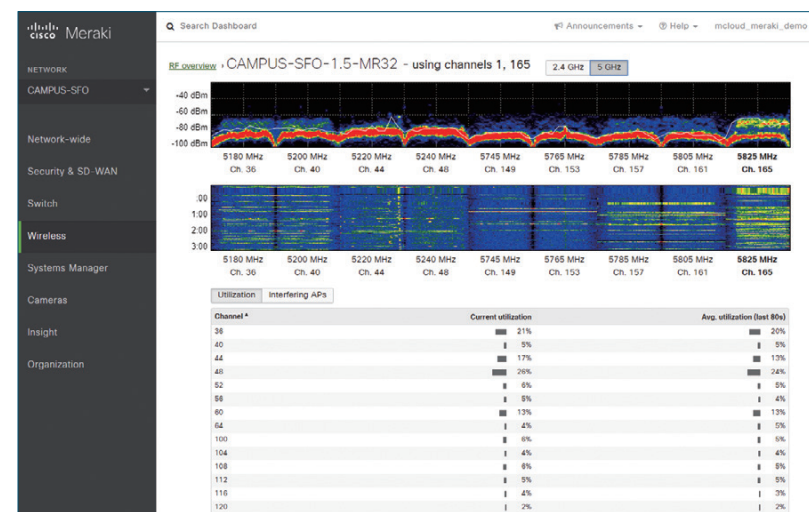 cisco Meraki
Search Dashboard
Announcements
Help
mcloud_meraki_demo
NETWORK
CAMPUS-SFO
Network-wide
Security & SD-WAN
Switch
Wireless
Systems Manager
Cameras
Insight
Organization
RF overview › CAMPUS-SFO-1.5-MR32 - using channels 1, 165
2.4 GHz 5 GHz
-40 dBm
-60 dBm
-80 dBm
-100 dBm
5180 MHz 5200 MHz 5220 MHz 5240 MHz 5745 MHz 5765 MHz 5785 MHz 5805 MHz 5825 MHz
Ch. 36 Ch. 40 Ch. 44 Ch. 48 Ch. 149 Ch. 153 Ch. 157 Ch. 161 Ch. 165
:00
1:00
2:00
3:00
5180 MHz 5200 MHz 5220 MHz 5240 MHz 5745 MHz 5765 MHz 5785 MHz 5805 MHz 5825 MHz
Ch. 36 Ch. 40 Ch. 44 Ch. 48 Ch. 149 Ch. 153 Ch. 157 Ch. 161 Ch. 165
Utilization Interfering APs
Channel Current utilization Avg. utilization (last 80s)
36 21% 20%
40 5% 5%
44 17% 13%
48 26% 24%
52 6% 5%
56 5% 4%
60 13% 13%
64 4% 5%
100 6% 5%
104 4% 4%
108 6% 5%
112 5% 5%
116 4% 3%
120 2% 2%